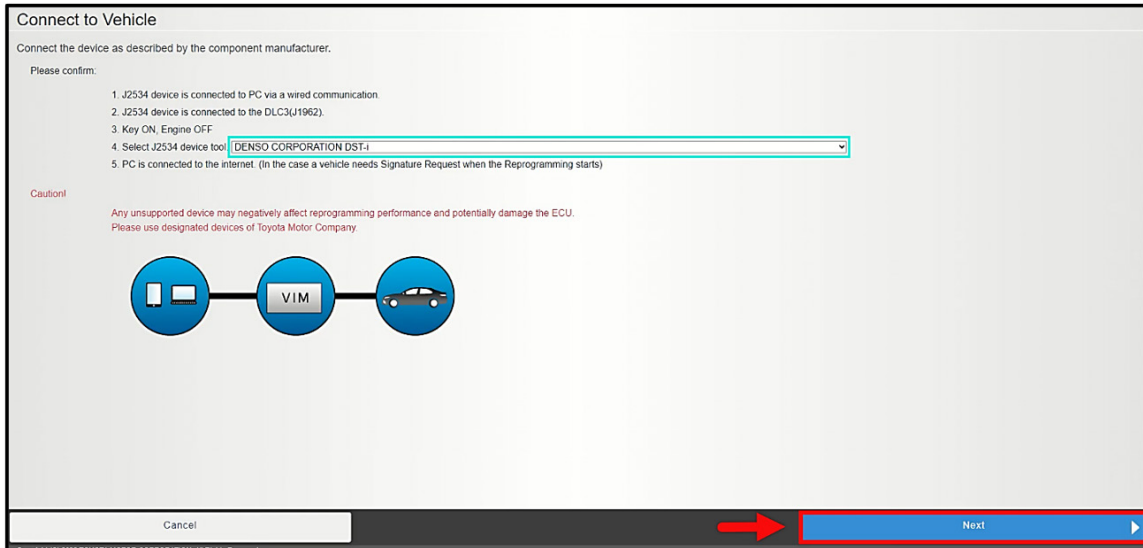 Connect to Vehicle
Connect the device as described by the component manufacturer.
Please confirm:
1. J2534 device is connected to PC via a wired communication.
2. J2534 device is connected to the DLC3(J1962).
3. Key ON, Engine OFF
4. Select J2534 device tool. DENSO CORPORATION DST-i
5. PC is connected to the internet. (In the case a vehicle needs Signature Request when the Reprogramming starts)
Caution!
Any unsupported device may negatively affect reprogramming performance and potentially damage the ECU.
Please use designated devices of Toyota Motor Company.
VIM
Cancel
Next